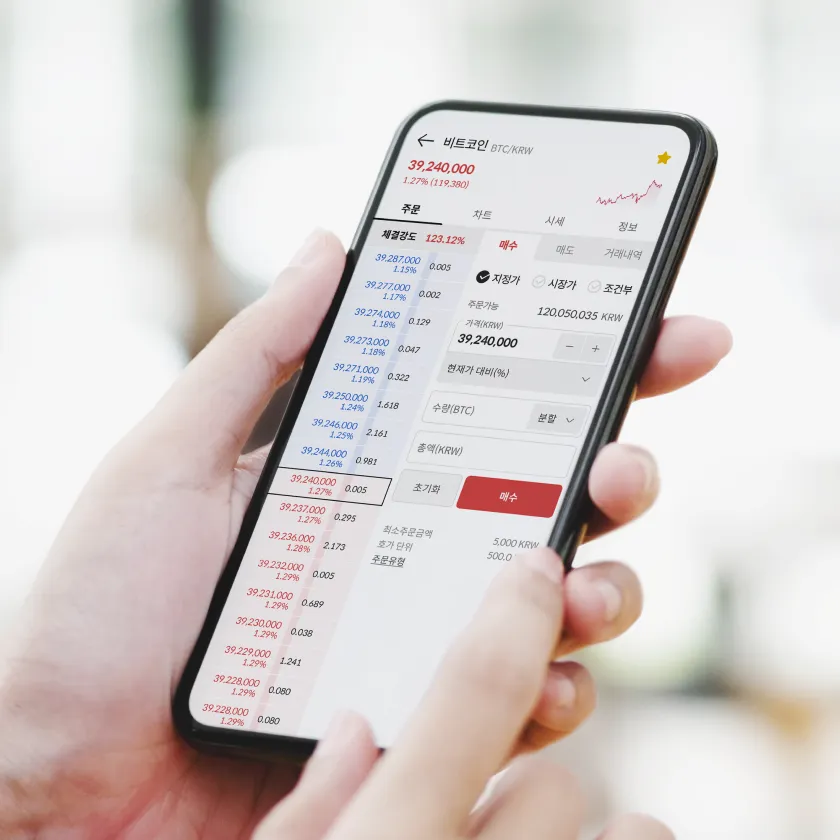 비트코인 BTC/KRW
39,240,000
1.27% (119,380)
주문 차트 시세 정보
체결강도 123.12%
매수 매도 거래내역
39,287,000 0.005
1.15%
39,277,000 0.002
1.17%
39,274,000 0.129
1.18%
39,273,000 0.047
1.18%
39,271,000 0.322
1.19%
39,250,000 1.618
1.24%
39,246,000 2.161
1.25%
39,244,000 0.981
1.26%
39,240,000 0.005
1.27%
39,237,000 0.295
1.27%
39,236,000 2.173
1.28%
39,232,000 0.005
1.29%
39,231,000 0.689
1.29%
39,230,000 0.038
1.29%
39,229,000 1.241
1.29%
39,228,000 0.080
1.29%
39,228,000 0.080
1.29%
지정가 시장가 조건부
주문가능 120,050,035 KRW
가격(KRW)
39,240,000 − +
현재가 대비(%)
수량(BTC) 분할
총액(KRW)
초기화 매수
최소주문금액 5,000 KRW
호가 단위 500.0
주문유형